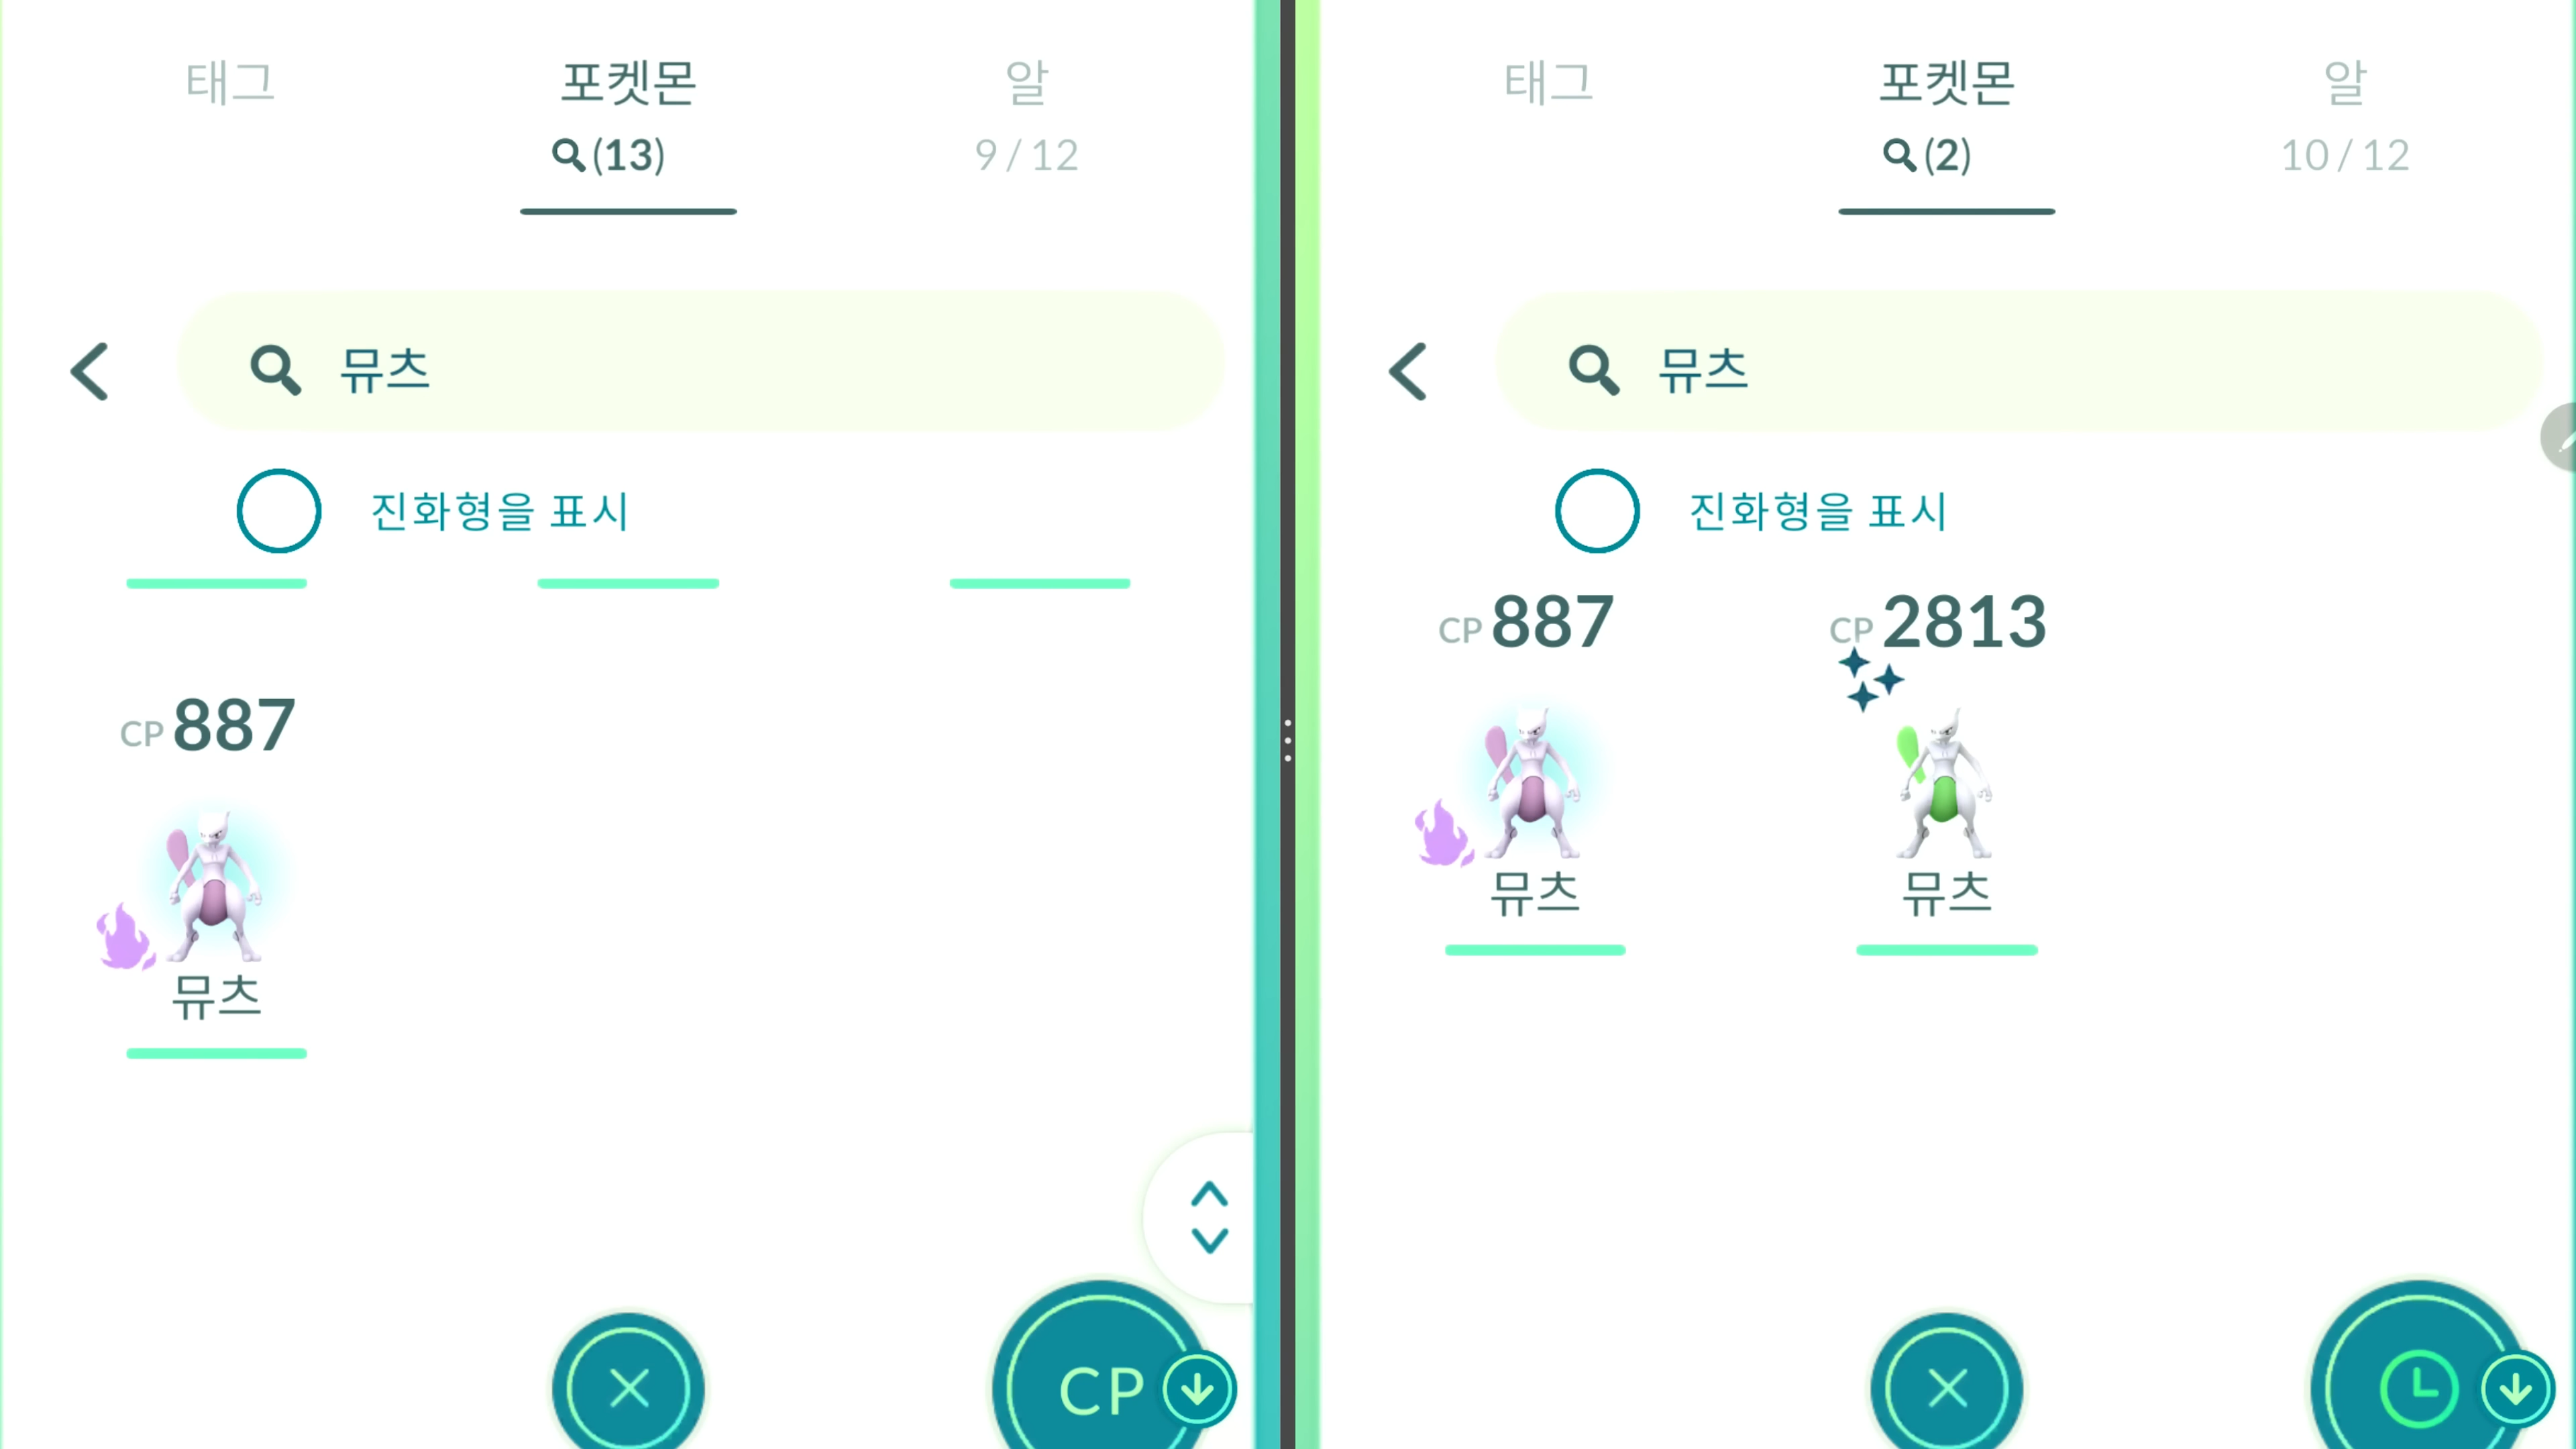 태그
포켓몬
(13)
알
9 / 12
뮤츠
진화형을 표시
CP 887
뮤츠
CP
태그
포켓몬
(2)
알
10 / 12
뮤츠
진화형을 표시
CP 887
뮤츠
CP 2813
뮤츠